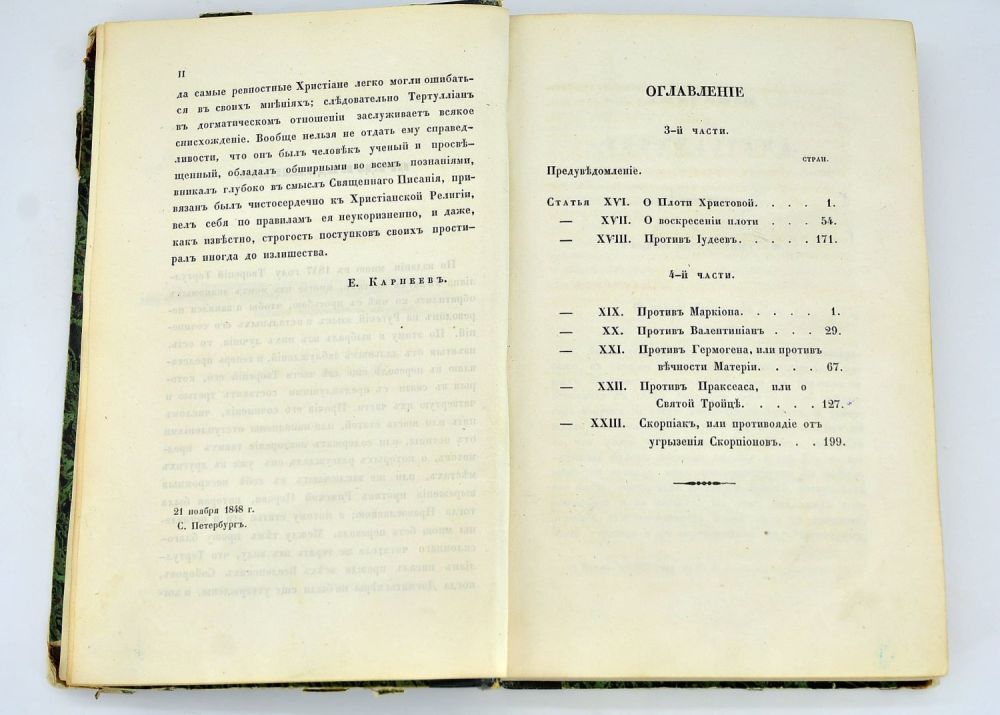 II
да самые ревностные Христіане легко могли ошибать-
ся въ своихъ мнѣніяхъ; слѣдовательно Тертулліанъ
въ догматическомъ отношеніи заслуживаетъ всякое
снисхожденіе. Вообще нельзя не отдать ему справед-
ливости, что онъ былъ человѣкъ ученый и просвѣ-
щенный, обладалъ обширными во всемъ познаніями,
вникалъ глубоко въ смыслъ Священнаго Писанія, при-
вязанъ былъ чистосердечно къ Христіанской Религіи,
велъ себя по правиламъ ея неукоризненно, и даже,
какъ извѣстно, строгость поступковъ своихъ прости-
ралъ иногда до излишества.
Е. Карнеевъ.
21 ноября 1848 г.
С. Петербургъ.
ОГЛАВЛЕНІЕ
3-й части.
стран.
Предувѣдомленіе.
Статья XVI. О Плоти Христовой. . . . 1.
— XVII. О воскресеніи плоти . . . . 54.
— XVIII. Противъ Іудеевъ. . . . . 171.
4-й части.
— XIX. Противъ Маркіона. . . . . 1.
— XX. Противъ Валентиніанъ . . . 29.
— XXI. Противъ Гермогена, или противъ
вѣчности Матеріи. . . . . 67.
— XXII. Противъ Праксеаса, или о
Святой Тройцѣ. . . . . 127.
— XXIII. Скорпіакъ, или противоядіе отъ
угрызенія Скорпіоновъ. . . 199.